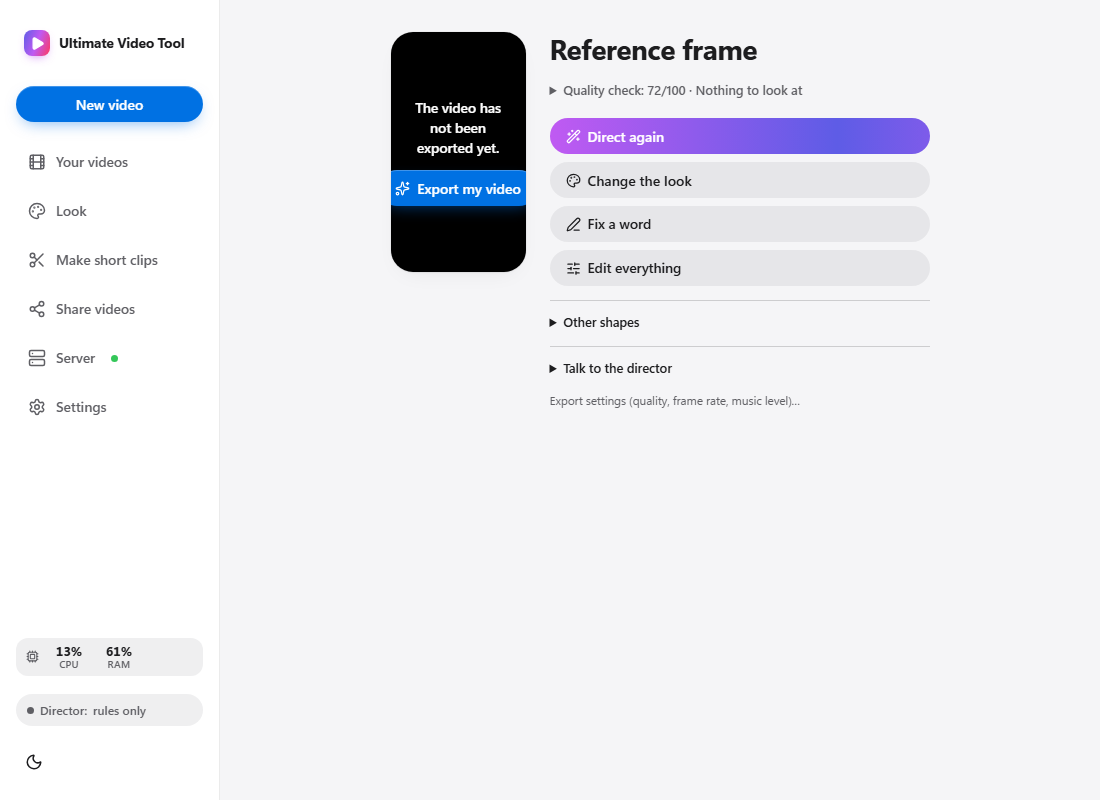 Ultimate Video Tool
New video
Your videos
Look
Make short clips
Share videos
Server
Settings
13%
CPU
61%
RAM
Director: rules only
The video has
not been
exported yet.
Export my video
Reference frame
Quality check: 72/100 · Nothing to look at
Direct again
Change the look
Fix a word
Edit everything
Other shapes
Talk to the director
Export settings (quality, frame rate, music level)...